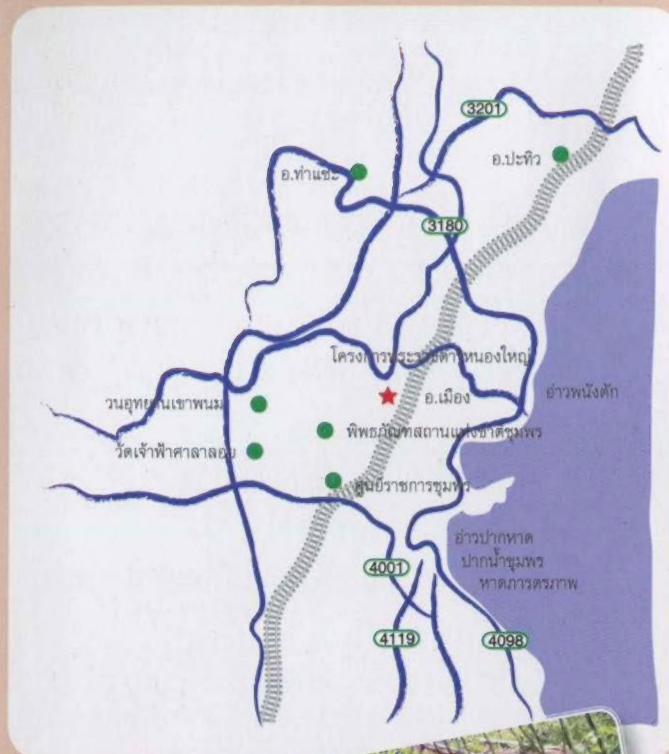 3201
อ.ปะทิว
อ.ท่าแซะ
3180
โครงการพระราชดำริหนองใหญ่
อ.เมือง
อ่าวพนังตัก
วนอุทยานเขาพนม
พิพิธภัณฑสถานแห่งชาติชุมพร
วัดเจ้าฟ้าศาลาลอย
ศูนย์ราชการชุมพร
อ่าวปากหาด
ปากน้ำชุมพร
หาดภารดรภาพ
4001
4119
4098